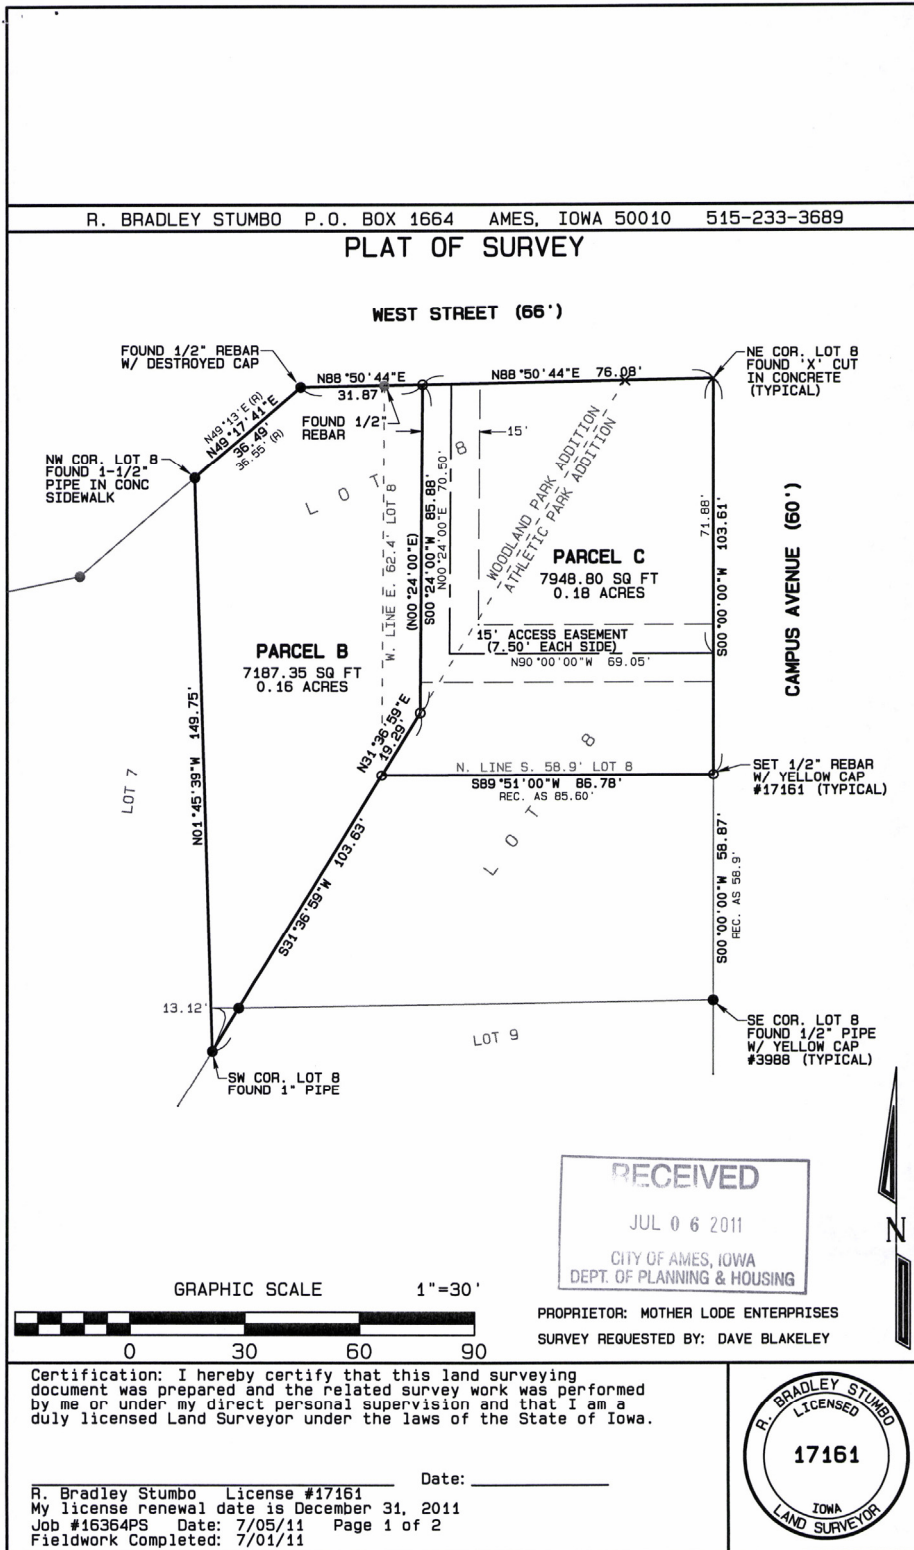 R. BRADLEY STUMBO P.O. BOX 1664 AMES, IOWA 50010 515-233-3689
PLAT OF SURVEY
WEST STREET (66')
FOUND 1/2" REBAR
W/ DESTROYED CAP
N88°50'44"E
31.87
N88°50'44"E 76.08'
NE COR. LOT 8
FOUND 'X' CUT
IN CONCRETE
(TYPICAL)
FOUND 1/2"
REBAR
15'
N49°13'E (R)
N49°17'41"E
36.49'
36.55' (R)
NW COR. LOT 8
FOUND 1-1/2"
PIPE IN CONC
SIDEWALK
LOT 8
W. LINE E. 62.4' LOT 8
(N00°24'00"E)
S00°24'00"W 85.88'
N00°24'00"E 70.50'
WOODLAND PARK ADDITION
ATHLETIC PARK ADDITION
71.88'
S00°00'00"W 103.61'
CAMPUS AVENUE (60')
PARCEL C
7948.80 SQ FT
0.18 ACRES
15' ACCESS EASEMENT
(7.50' EACH SIDE)
N90°00'00"W 69.05'
PARCEL B
7187.35 SQ FT
0.16 ACRES
N01°45'39"W 149.75'
LOT 7
N31°36'59"E
19.29'
N. LINE S. 58.9' LOT 8
S89°51'00"W 86.78'
REC. AS 85.60'
SET 1/2" REBAR
W/ YELLOW CAP
#17161 (TYPICAL)
LOT 8
S31°36'59"W 103.63'
S00°00'00"W 58.87'
REC. AS 58.9'
13.12'
LOT 9
SE COR. LOT 8
FOUND 1/2" PIPE
W/ YELLOW CAP
#3988 (TYPICAL)
SW COR. LOT 8
FOUND 1" PIPE
RECEIVED
JUL 06 2011
CITY OF AMES, IOWA
DEPT. OF PLANNING & HOUSING
N
GRAPHIC SCALE 1"=30'
0 30 60 90
PROPRIETOR: MOTHER LODE ENTERPRISES
SURVEY REQUESTED BY: DAVE BLAKELEY
Certification: I hereby certify that this land surveying
document was prepared and the related survey work was performed
by me or under my direct personal supervision and that I am a
duly licensed Land Surveyor under the laws of the State of Iowa.
Date:
R. Bradley Stumbo License #17161
My license renewal date is December 31, 2011
Job #16364PS Date: 7/05/11 Page 1 of 2
Fieldwork Completed: 7/01/11
R. BRADLEY STUMBO
LICENSED
17161
IOWA
LAND SURVEYOR